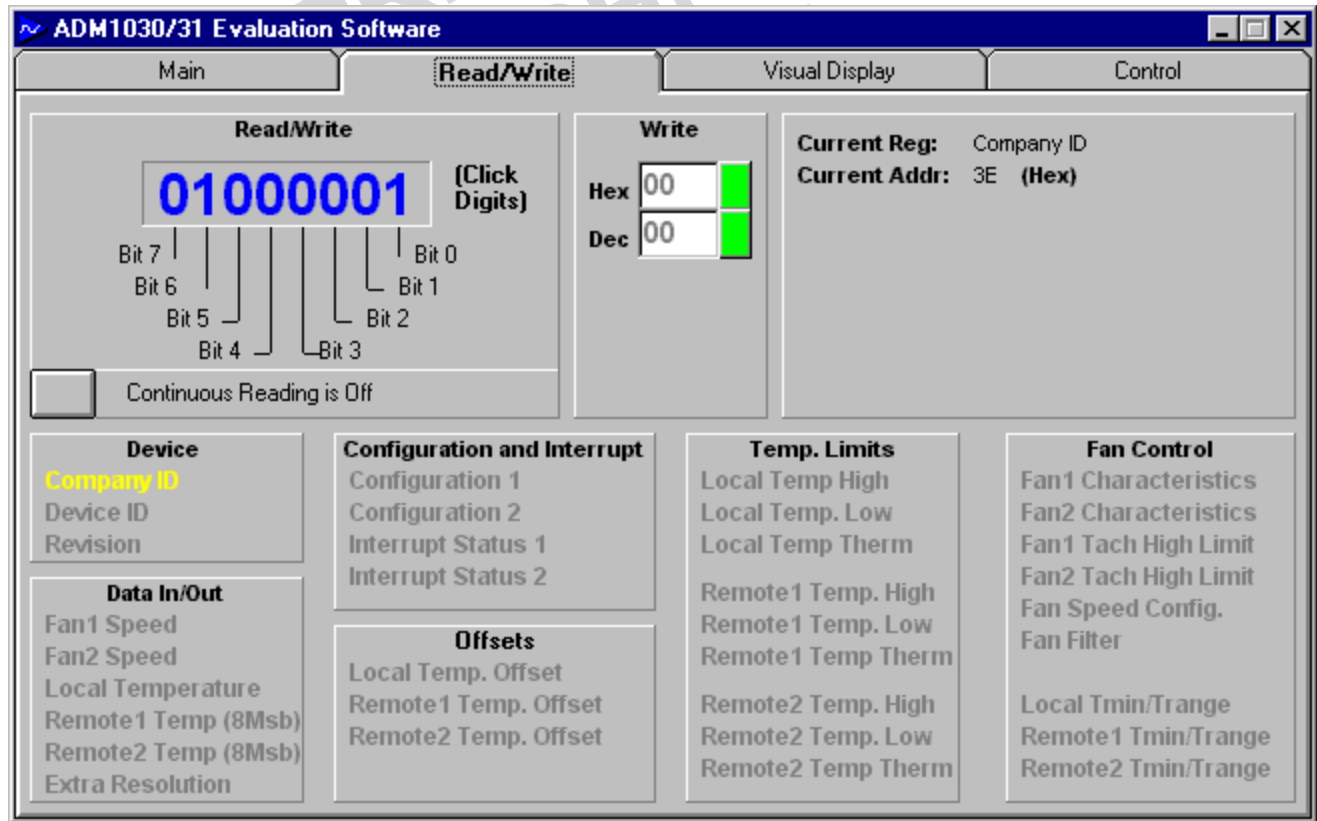 ADM1030/31 Evaluation Software
Main
Read/Write
Visual Display
Control
Read/Write
01000001
(Click
Digits)
Bit 7
Bit 0
Bit 6
Bit 1
Bit 5
Bit 2
Bit 4
Bit 3
Continuous Reading is Off
Write
Hex 00
Dec 00
Current Reg: Company ID
Current Addr: 3E (Hex)
Device
Company ID
Device ID
Revision
Data In/Out
Fan1 Speed
Fan2 Speed
Local Temperature
Remote1 Temp (8Msb)
Remote2 Temp (8Msb)
Extra Resolution
Configuration and Interrupt
Configuration 1
Configuration 2
Interrupt Status 1
Interrupt Status 2
Offsets
Local Temp. Offset
Remote1 Temp. Offset
Remote2 Temp. Offset
Temp. Limits
Local Temp High
Local Temp. Low
Local Temp Therm
Remote1 Temp. High
Remote1 Temp. Low
Remote1 Temp Therm
Remote2 Temp. High
Remote2 Temp. Low
Remote2 Temp Therm
Fan Control
Fan1 Characteristics
Fan2 Characteristics
Fan1 Tach High Limit
Fan2 Tach High Limit
Fan Speed Config.
Fan Filter
Local Tmin/Trange
Remote1 Tmin/Trange
Remote2 Tmin/Trange